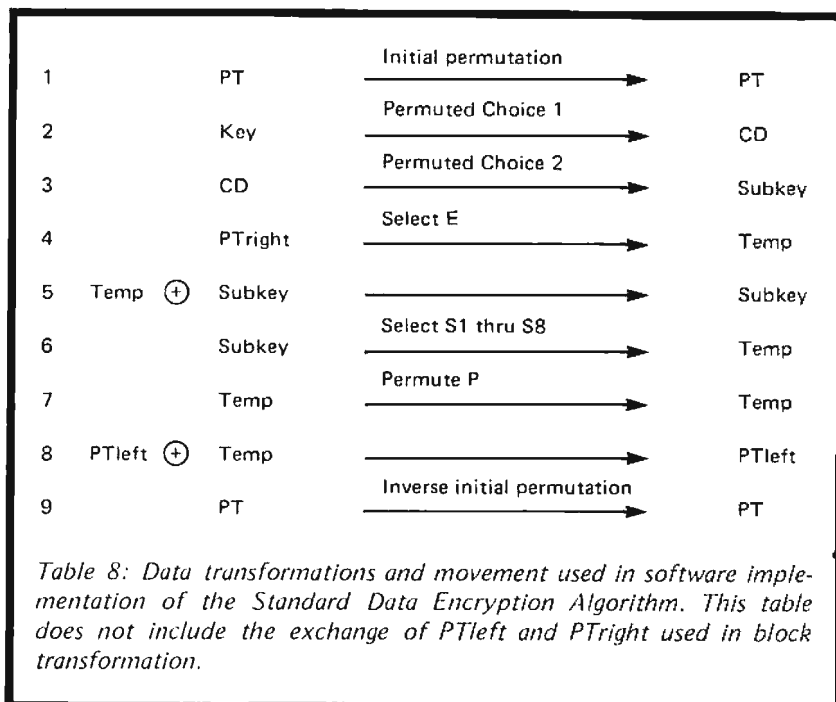 1 PT Initial permutation PT
2 Key Permuted Choice 1 CD
3 CD Permuted Choice 2 Subkey
4 PTright Select E Temp
5 Temp ⊕ Subkey Subkey
6 Subkey Select S1 thru S8 Temp
7 Temp Permute P Temp
8 PTleft ⊕ Temp PTleft
9 PT Inverse initial permutation PT
Table 8: Data transformations and movement used in software imple-
mentation of the Standard Data Encryption Algorithm. This table
does not include the exchange of PTleft and PTright used in block
transformation.